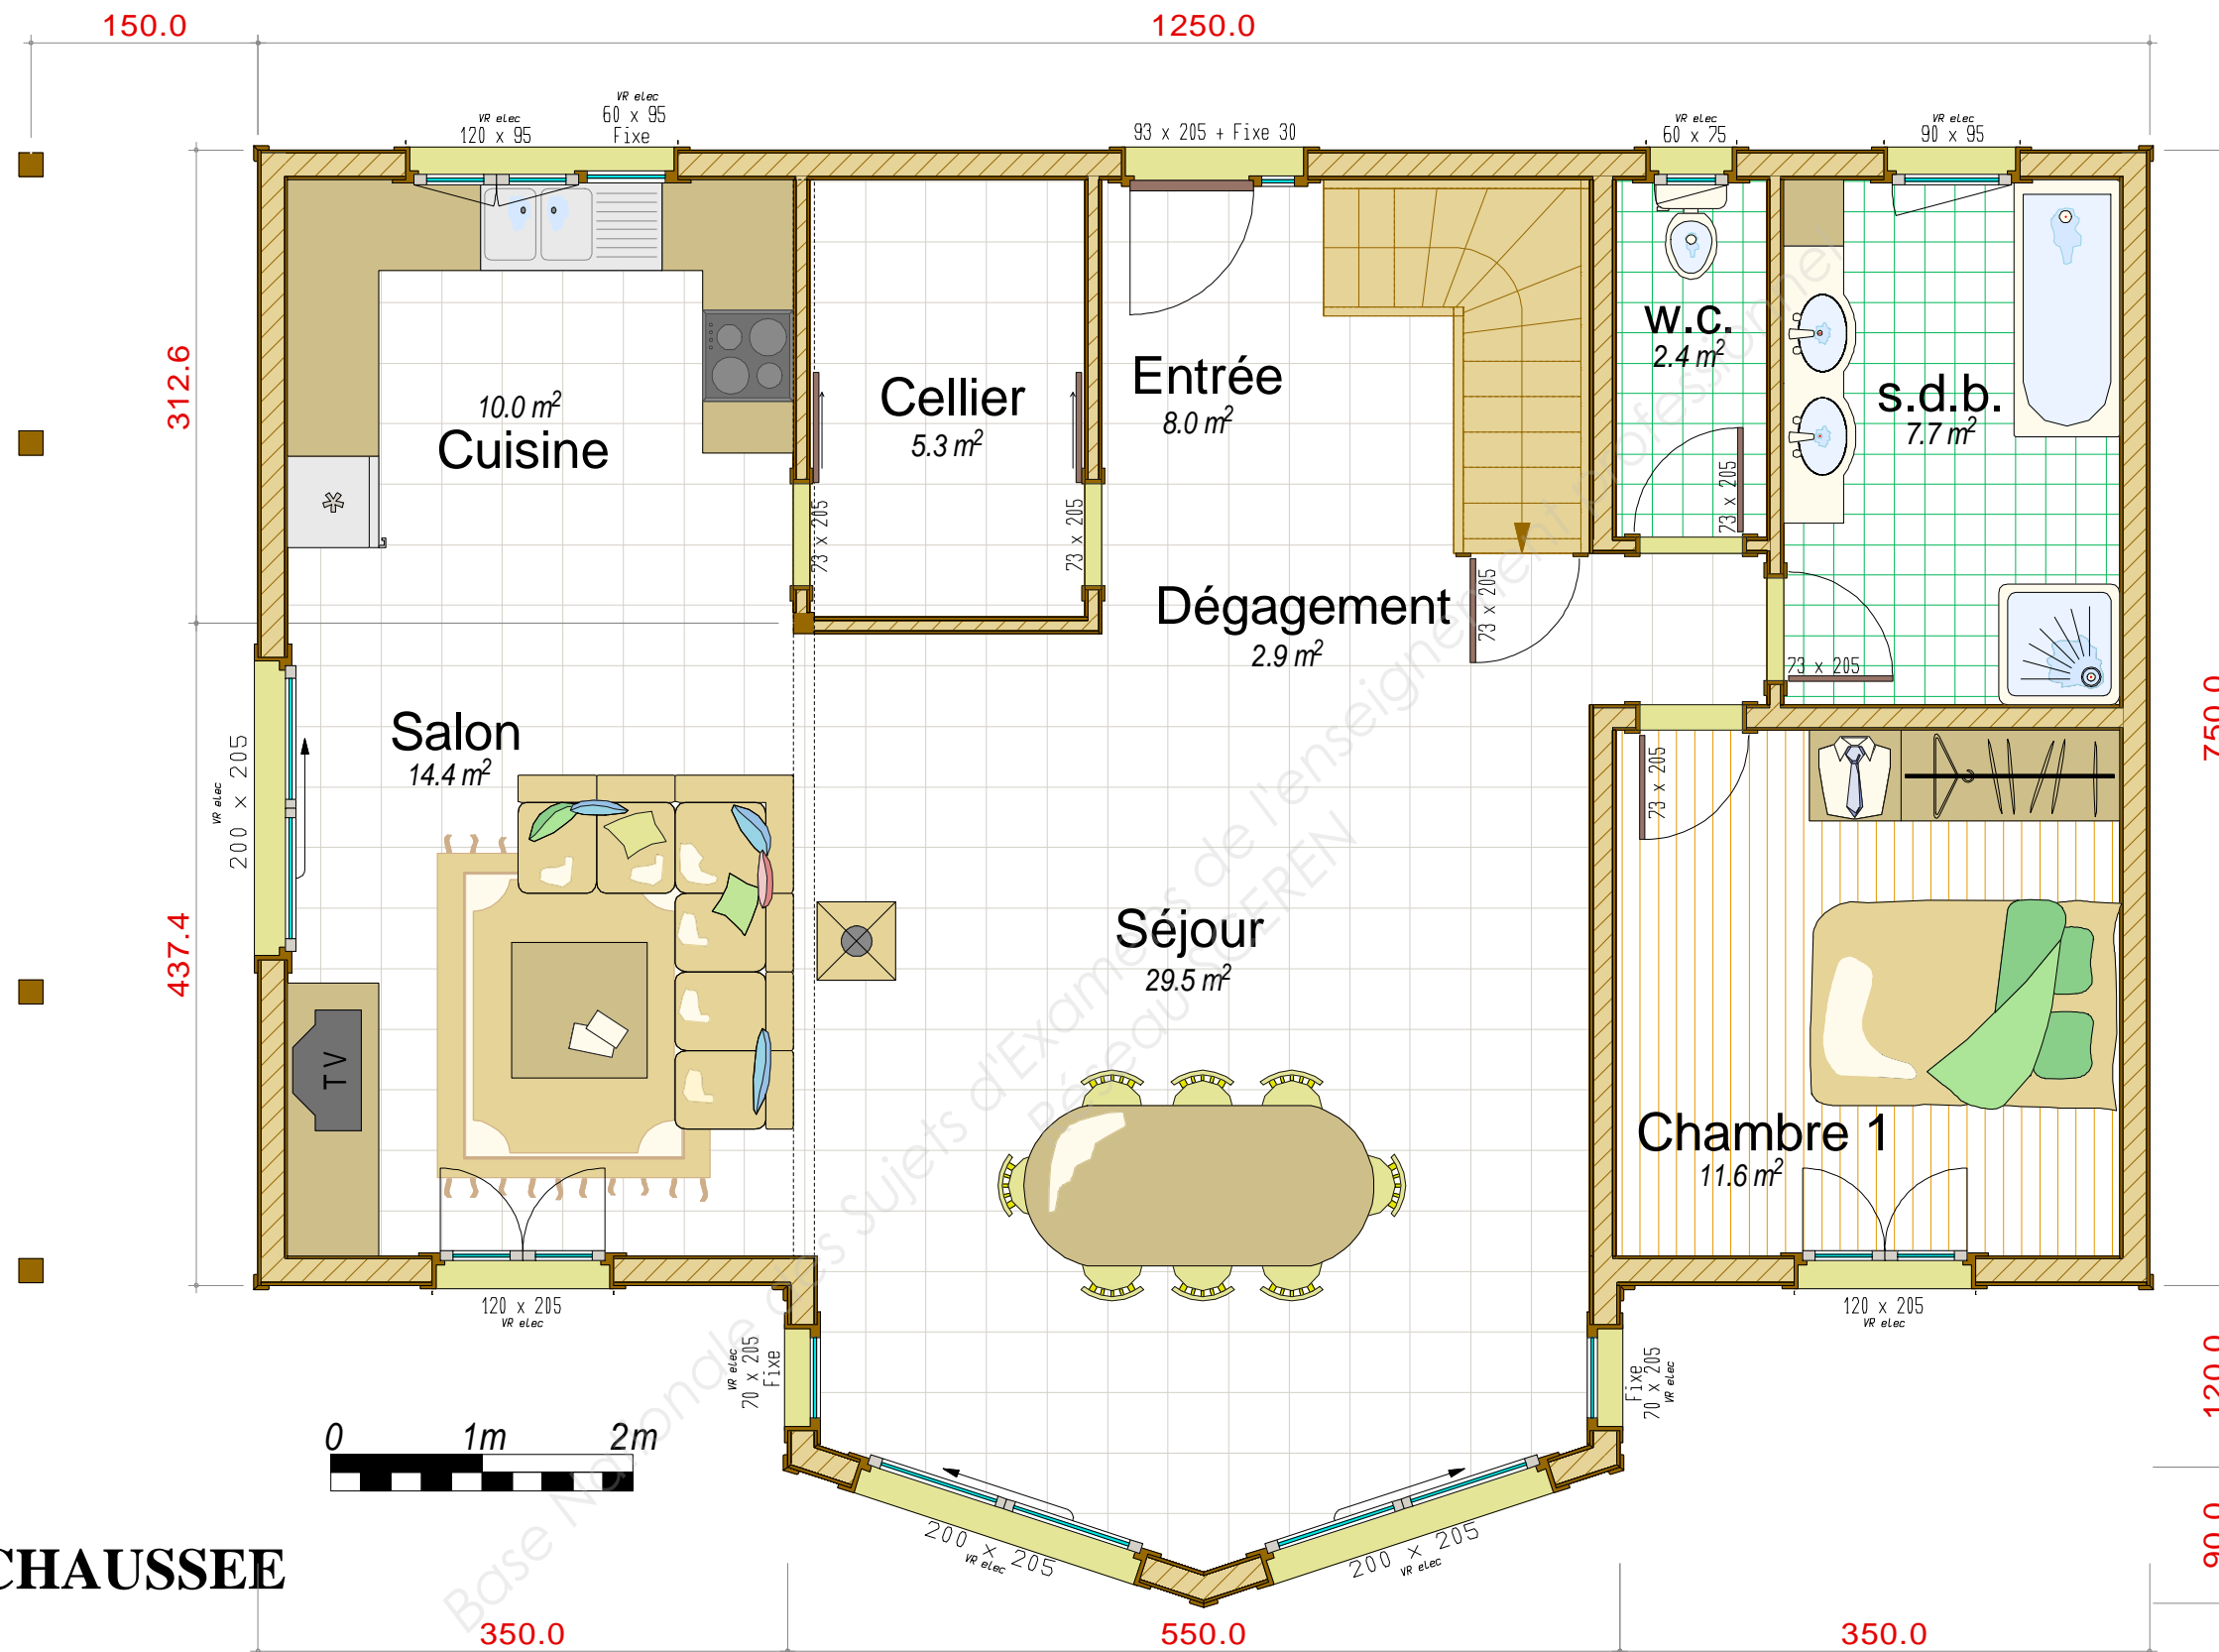 150.0
1250.0
VR elec
120 x 95
VR elec
60 x 95
Fixe
93 x 205 + Fixe 30
VR elec
60 x 75
VR elec
90 x 95
312.6
10.0 m²
Cuisine
Cellier
5.3 m²
Entrée
8.0 m²
w.c.
2.4 m²
s.d.b.
7.7 m²
73 x 205
73 x 205
73 x 205
73 x 205
73 x 205
73 x 205
Dégagement
2.9 m²
750.0
Salon
14.4 m²
VR elec
200 x 205
437.4
TV
Séjour
29.5 m²
Chambre 1
11.6 m²
120 x 205
VR elec
120 x 205
VR elec
VR elec
70 x 205
Fixe
Fixe
70 x 205
VR elec
120.0
90.0
0 1m 2m
200 x 205
VR elec
200 x 205
VR elec
CHAUSSEE
350.0
550.0
350.0
Base Nationale des Sujets d'Examens de l'enseignement professionnel
Réseau SCEREN